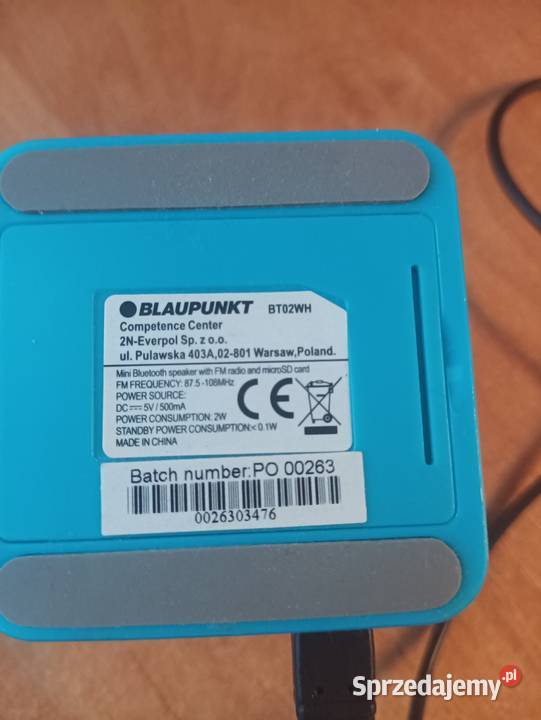 BLAUPUNKT BT02WH
Competence Center
2N-Everpol Sp. z o.o.
ul. Pulawska 403A,02-801 Warsaw,Poland.
Mini Bluetooth speaker with FM radio and microSD card
FM FREQUENCY: 87.5 -108MHz
POWER SOURCE:
DC⎓5V / 500mA
POWER CONSUMPTION: 2W
STANDBY POWER CONSUMPTION:< 0.1W
MADE IN CHINA
CE
Batch number:PO 00263
0026303476
Sprzedajemy.pl